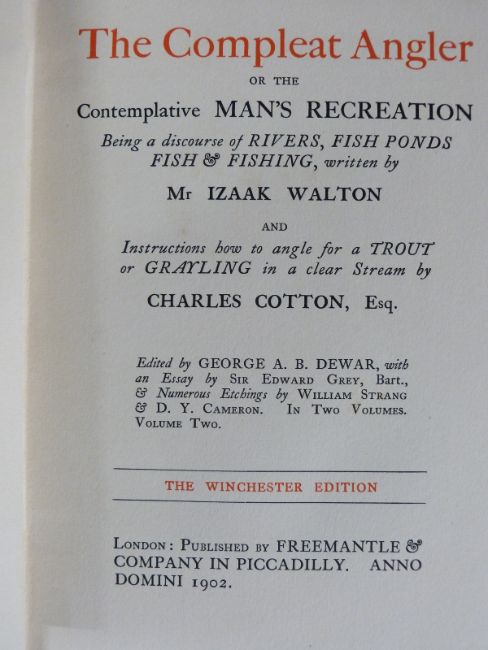 The Compleat Angler
OR THE
Contemplative MAN'S RECREATION
Being a discourse of RIVERS, FISH PONDS
FISH & FISHING, written by
Mr IZAAK WALTON
AND
Instructions how to angle for a TROUT
or GRAYLING in a clear Stream by
CHARLES COTTON, Esq.
Edited by GEORGE A. B. DEWAR, with
an Essay by SIR EDWARD GREY, Bart.,
& Numerous Etchings by WILLIAM STRANG
& D. Y. CAMERON. IN TWO VOLUMES.
VOLUME TWO.
THE WINCHESTER EDITION
LONDON: PUBLISHED BY FREEMANTLE &
COMPANY IN PICCADILLY. ANNO
DOMINI 1902.